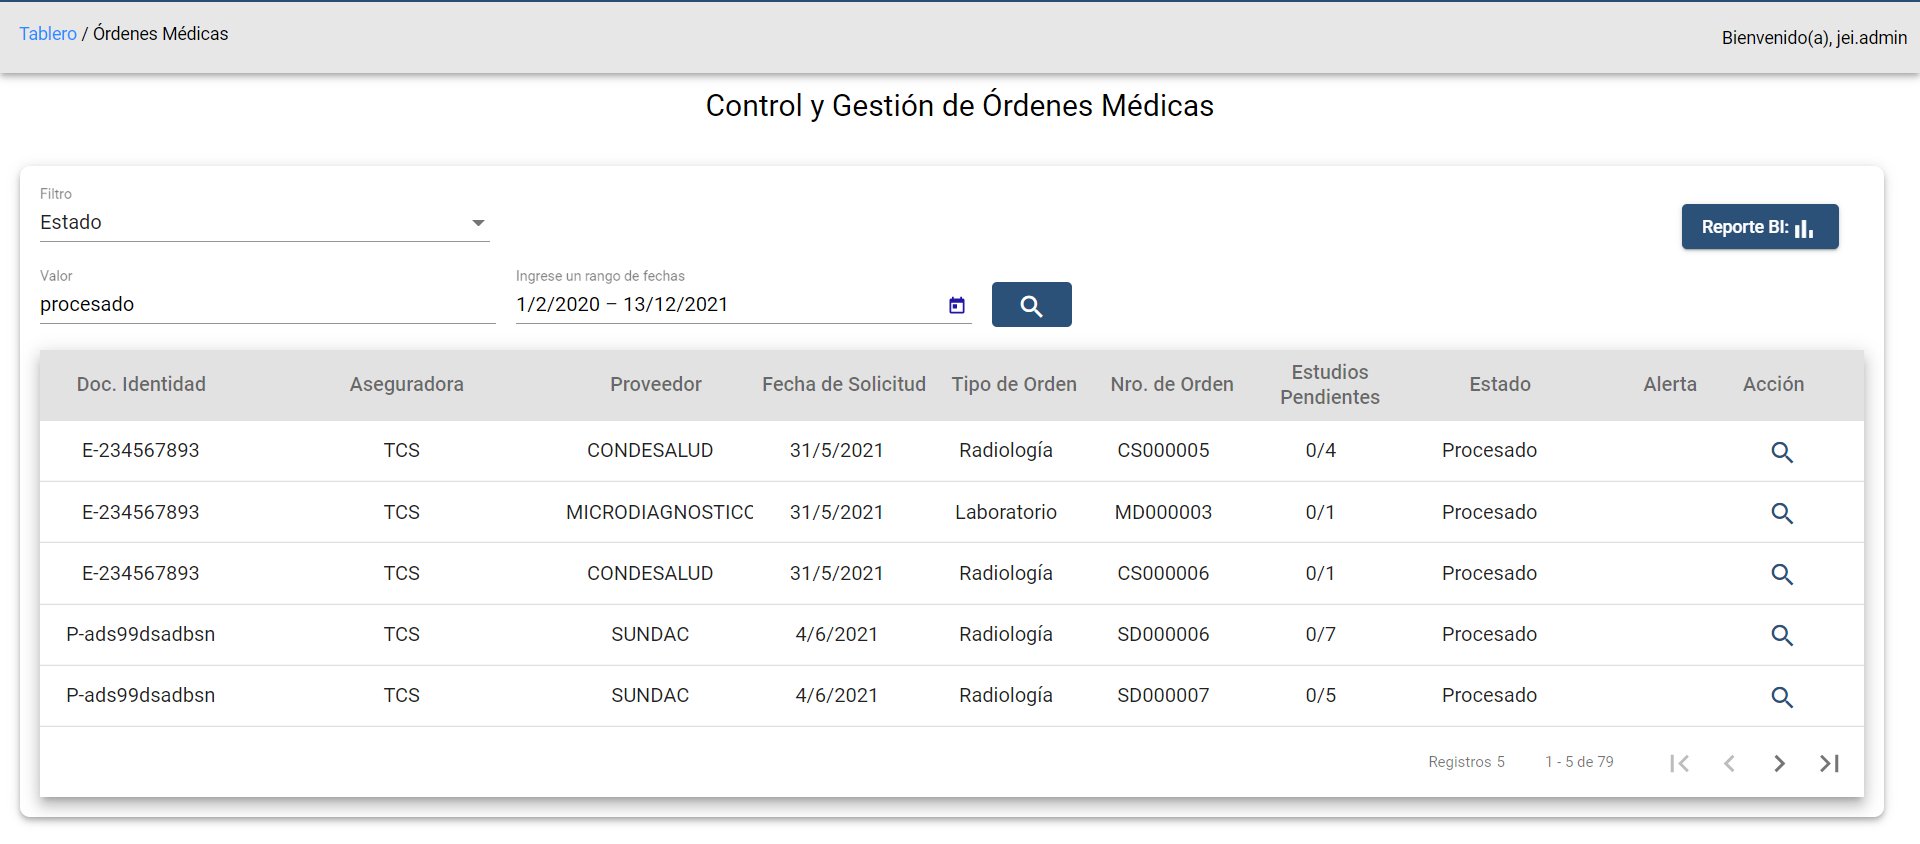 Tablero / Órdenes Médicas
Bienvenido(a), jei.admin
Control y Gestión de Órdenes Médicas
Filtro
Estado
Reporte BI:
Valor
procesado
Ingrese un rango de fechas
1/2/2020 – 13/12/2021
Doc. Identidad Aseguradora Proveedor Fecha de Solicitud Tipo de Orden Nro. de Orden Estudios Pendientes Estado Alerta Acción
E-234567893 TCS CONDESALUD 31/5/2021 Radiología CS000005 0/4 Procesado
E-234567893 TCS MICRODIAGNOSTICO 31/5/2021 Laboratorio MD000003 0/1 Procesado
E-234567893 TCS CONDESALUD 31/5/2021 Radiología CS000006 0/1 Procesado
P-ads99dsadbsn TCS SUNDAC 4/6/2021 Radiología SD000006 0/7 Procesado
P-ads99dsadbsn TCS SUNDAC 4/6/2021 Radiología SD000007 0/5 Procesado
Registros 5 1 - 5 de 79